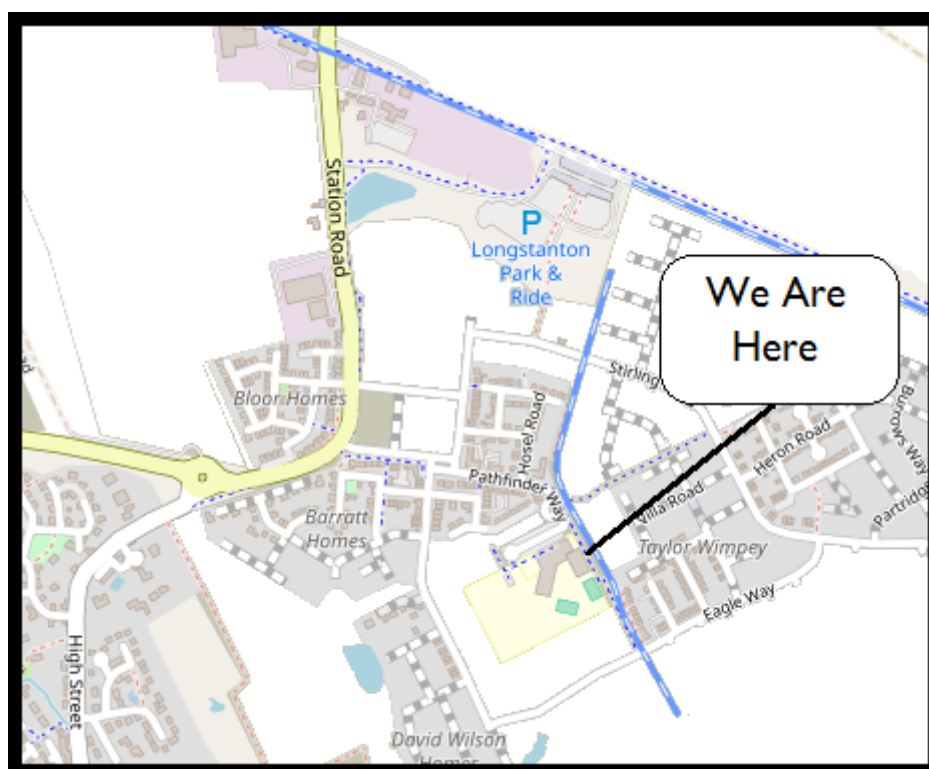 Station Road
P
Longstanton
Park &
Ride
We Are
Here
Stirling
Bloor Homes
Hosel Road
Burrows Way
Heron Road
Pathfinder Way
Villa Road
Partridge
Barratt
Homes
Taylor Wimpey
Eagle Way
High Street
David Wilson
Homes